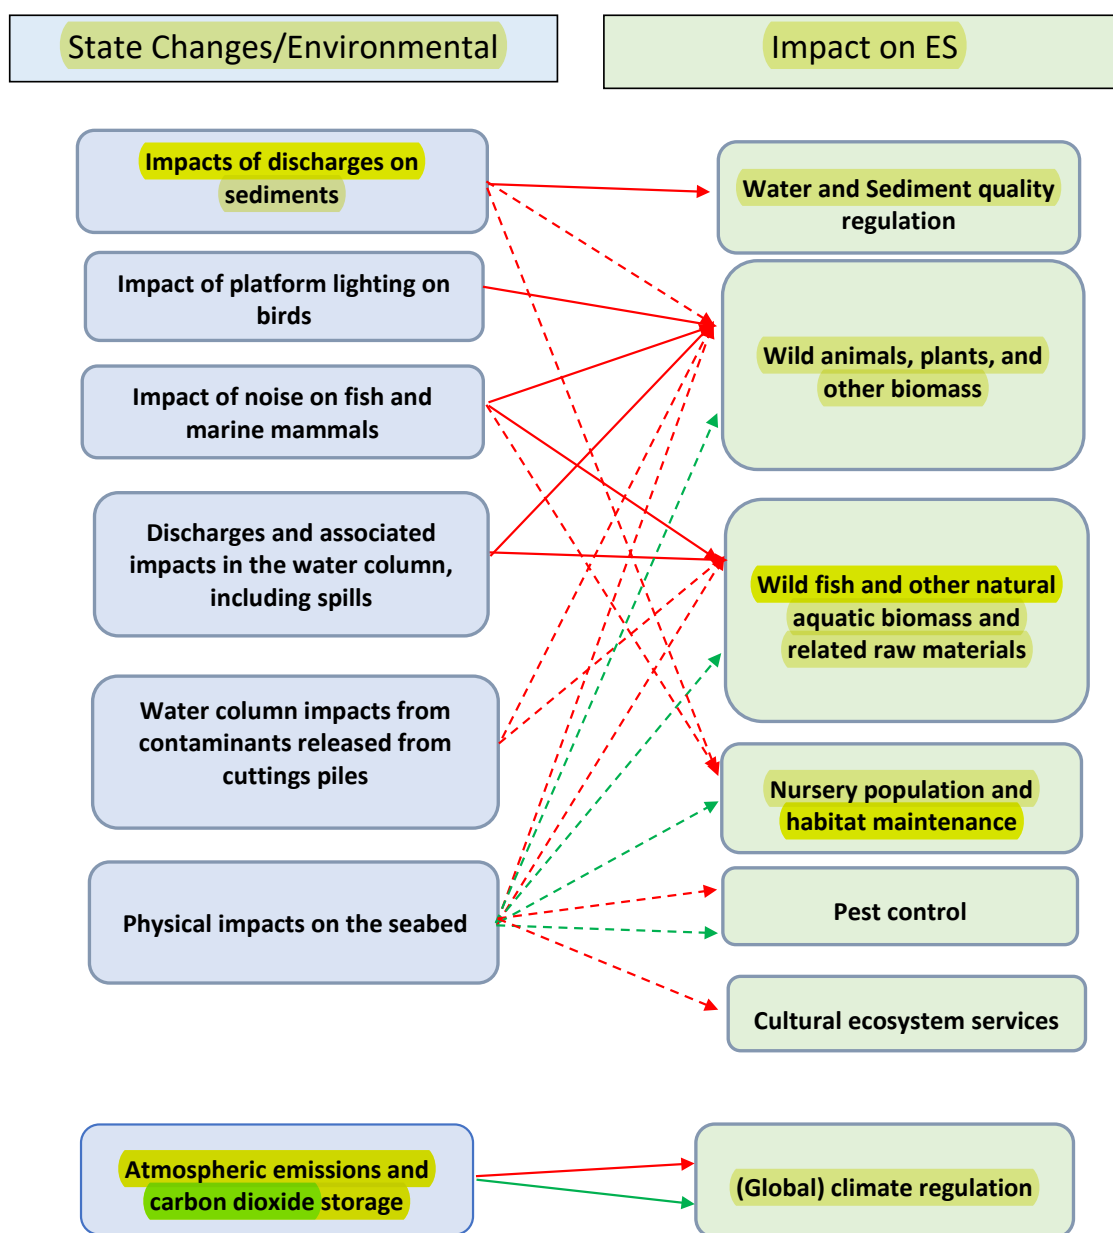 State Changes/Environmental
Impact on ES
Impacts of discharges on
sediments
Water and Sediment quality
regulation
Impact of platform lighting on
birds
Wild animals, plants, and
other biomass
Impact of noise on fish and
marine mammals
Discharges and associated
impacts in the water column,
including spills
Wild fish and other natural
aquatic biomass and
related raw materials
Water column impacts from
contaminants released from
cuttings piles
Nursery population and
habitat maintenance
Physical impacts on the seabed
Pest control
Cultural ecosystem services
Atmospheric emissions and
carbon dioxide storage
(Global) climate regulation